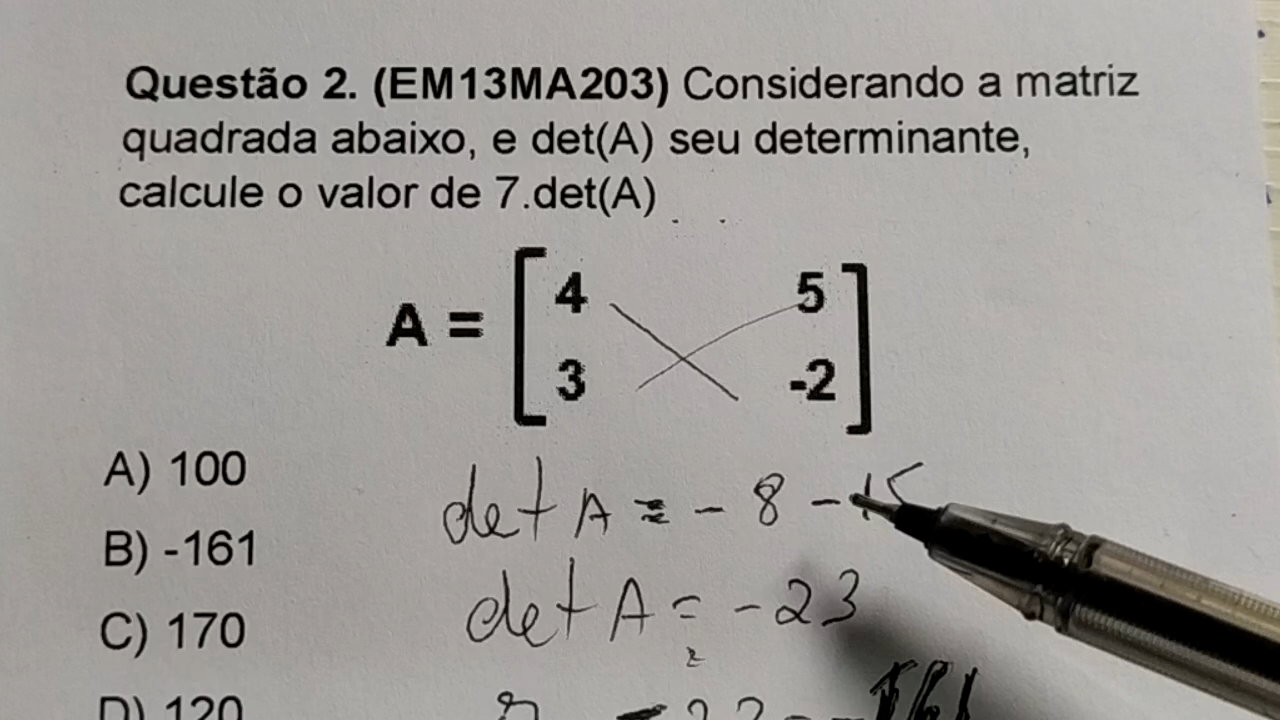 Questão 2. (EM13MA203) Considerando a matriz
quadrada abaixo, e det(A) seu determinante,
calcule o valor de 7.det(A)
A = [ 4 5
3 -2 ]
A) 100
B) -161
C) 170
D) 120
det A = - 8 - 15
det A = - 23